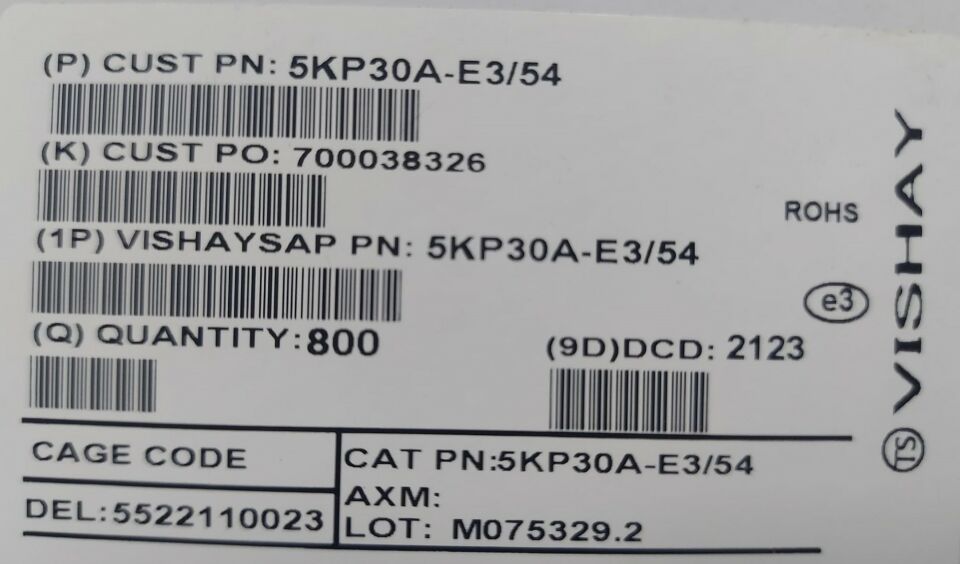 (P) CUST PN: 5KP30A-E3/54
(K) CUST PO: 700038326
(1P) VISHAYSAP PN: 5KP30A-E3/54
(Q) QUANTITY:800
(9D)DCD: 2123
ROHS
e3
VISHAY
TS
CAGE CODE
DEL:5522110023
CAT PN:5KP30A-E3/54
AXM:
LOT: M075329.2